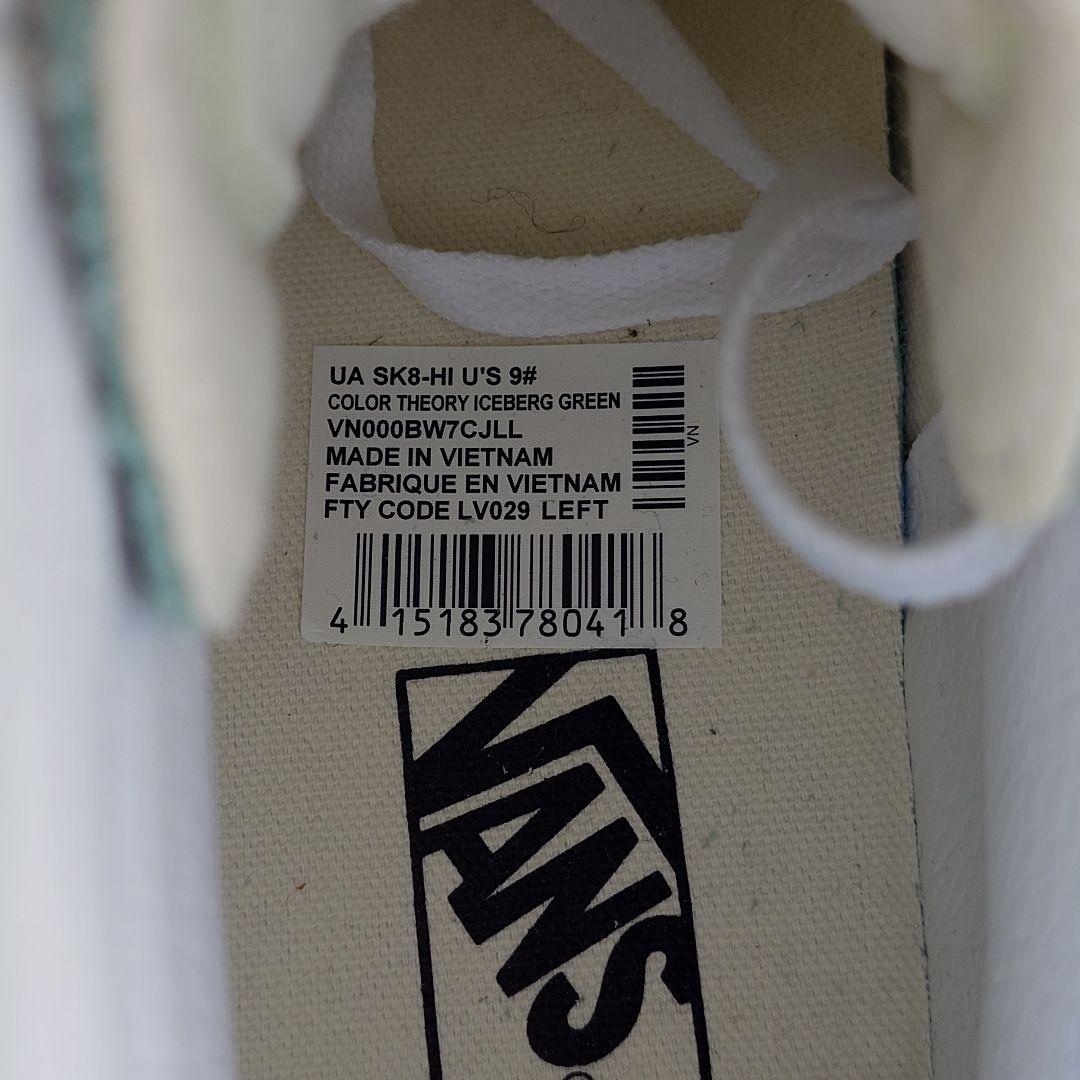 UA SK8-HI U'S 9#
COLOR THEORY ICEBERG GREEN
VN000BW7CJLL
MADE IN VIETNAM
FABRIQUE EN VIETNAM
FTY CODE LV029 LEFT
VN
4 15183 78041 8
VANS